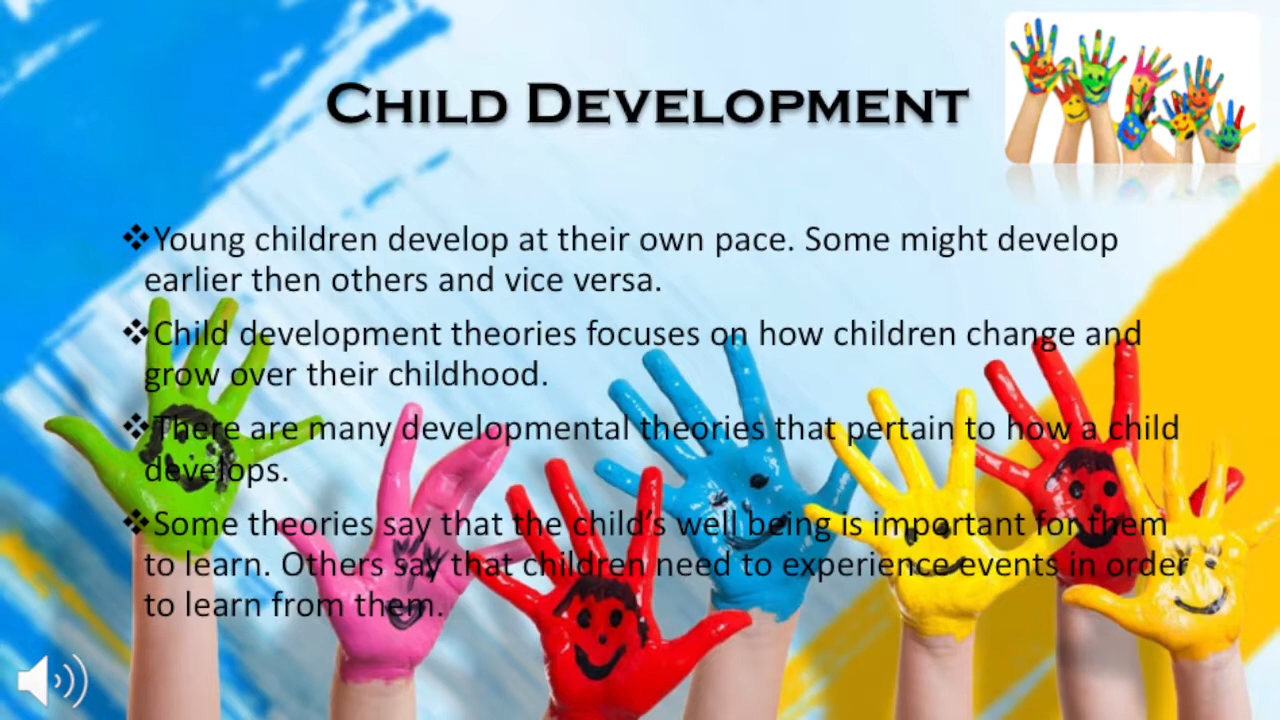 Child Development
❖Young children develop at their own pace. Some might develop
earlier then others and vice versa.
❖Child development theories focuses on how children change and
grow over their childhood.
❖There are many developmental theories that pertain to how a child
develops.
❖Some theories say that the child's well being is important for them
to learn. Others say that children need to experience events in order
to learn from them.